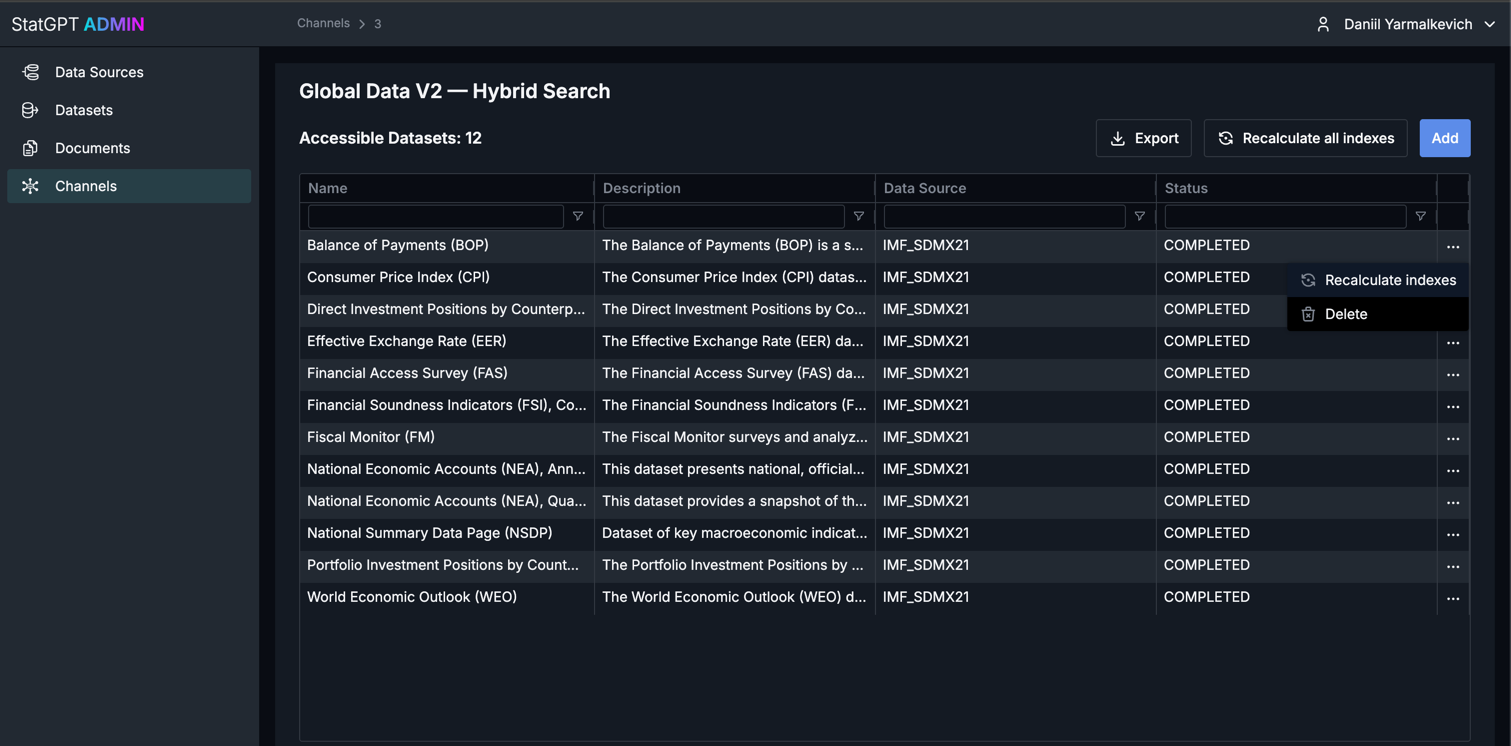 StatGPT ADMIN
Channels > 3
Daniil Yarmalkevich
Data Sources
Datasets
Documents
Channels
Global Data V2 — Hybrid Search
Accessible Datasets: 12
Export
Recalculate all indexes
Add
Name Description Data Source Status
Balance of Payments (BOP) The Balance of Payments (BOP) is a s... IMF_SDMX21 COMPLETED ...
Consumer Price Index (CPI) The Consumer Price Index (CPI) datas... IMF_SDMX21 COMPLETED
Recalculate indexes
Direct Investment Positions by Counterp... The Direct Investment Positions by Co... IMF_SDMX21 COMPLETED
Delete
Effective Exchange Rate (EER) The Effective Exchange Rate (EER) da... IMF_SDMX21 COMPLETED ...
Financial Access Survey (FAS) The Financial Access Survey (FAS) da... IMF_SDMX21 COMPLETED ...
Financial Soundness Indicators (FSI), Co... The Financial Soundness Indicators (F... IMF_SDMX21 COMPLETED ...
Fiscal Monitor (FM) The Fiscal Monitor surveys and analyz... IMF_SDMX21 COMPLETED ...
National Economic Accounts (NEA), Ann... This dataset presents national, official... IMF_SDMX21 COMPLETED ...
National Economic Accounts (NEA), Qua... This dataset provides a snapshot of th... IMF_SDMX21 COMPLETED ...
National Summary Data Page (NSDP) Dataset of key macroeconomic indicat... IMF_SDMX21 COMPLETED ...
Portfolio Investment Positions by Count... The Portfolio Investment Positions by ... IMF_SDMX21 COMPLETED ...
World Economic Outlook (WEO) The World Economic Outlook (WEO) d... IMF_SDMX21 COMPLETED ...